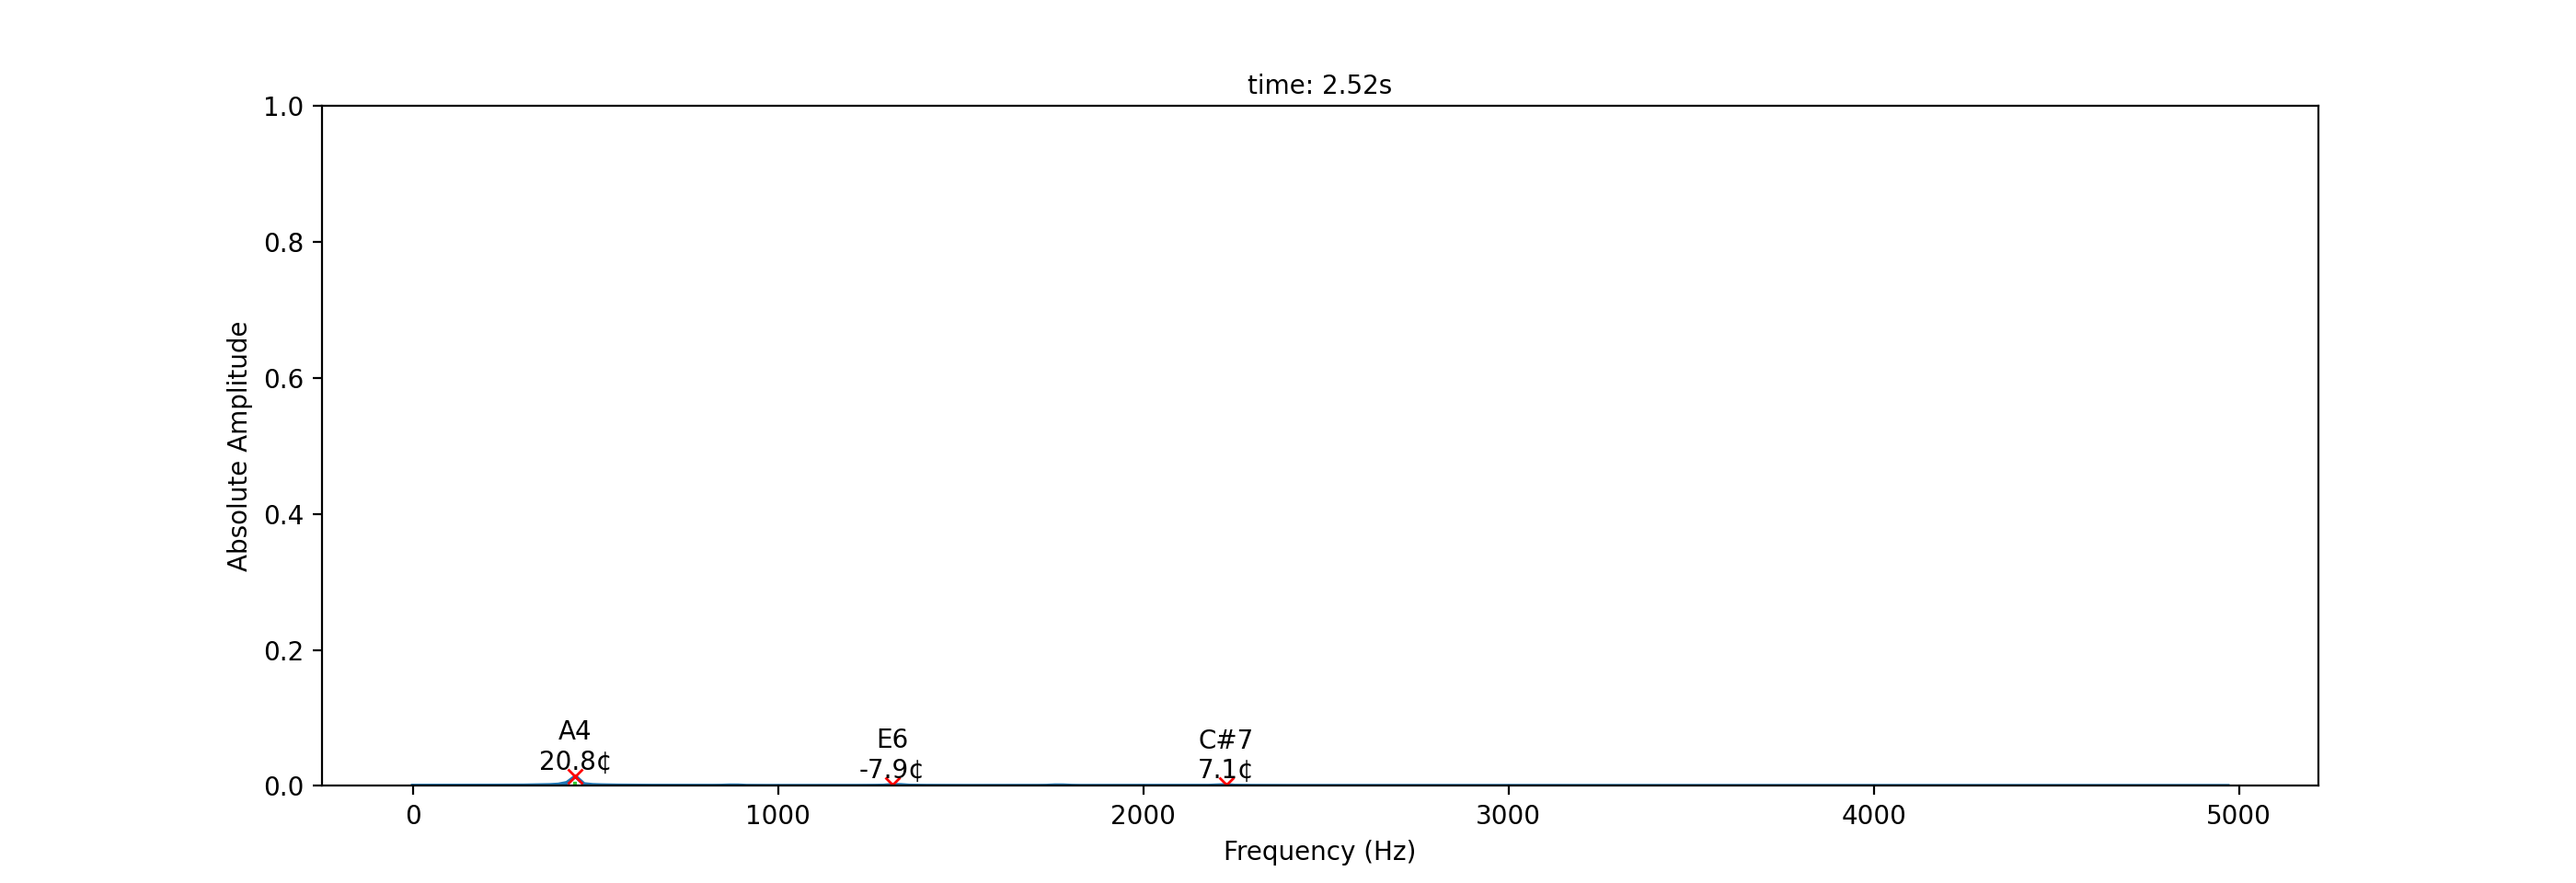 time: 2.52s
1.0
0.8
0.6
0.4
0.2
0.0
Absolute Amplitude
A4
20.8¢
E6
-7.9¢
C#7
7.1¢
0 1000 2000 3000 4000 5000
Frequency (Hz)